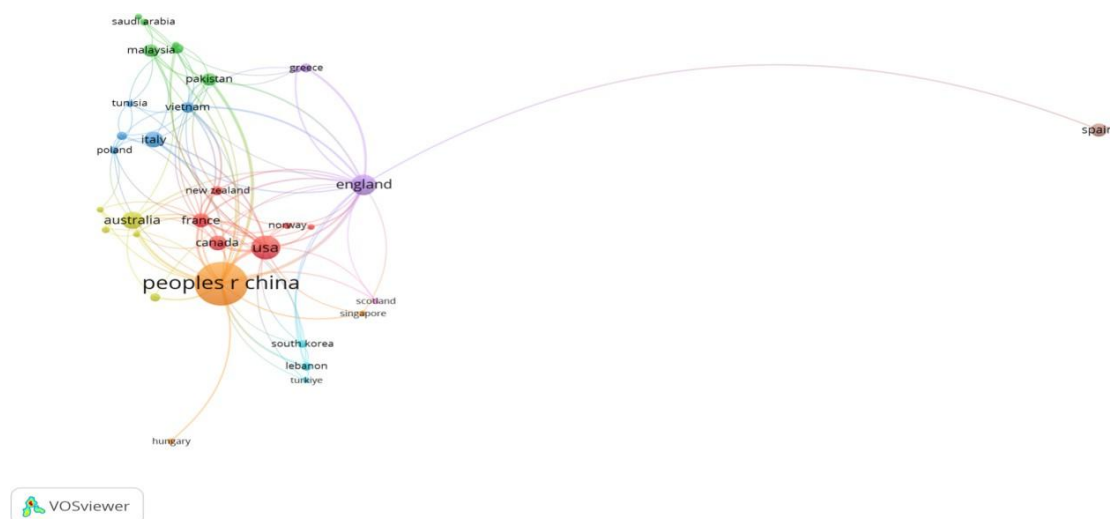 saudi arabia
malaysia
pakistan
greece
tunisia
vietnam
italy
poland
spain
england
new zealand
australia
france
norway
canada
usa
peoples r china
scotland
singapore
south korea
lebanon
turkiye
hungary
VOSviewer